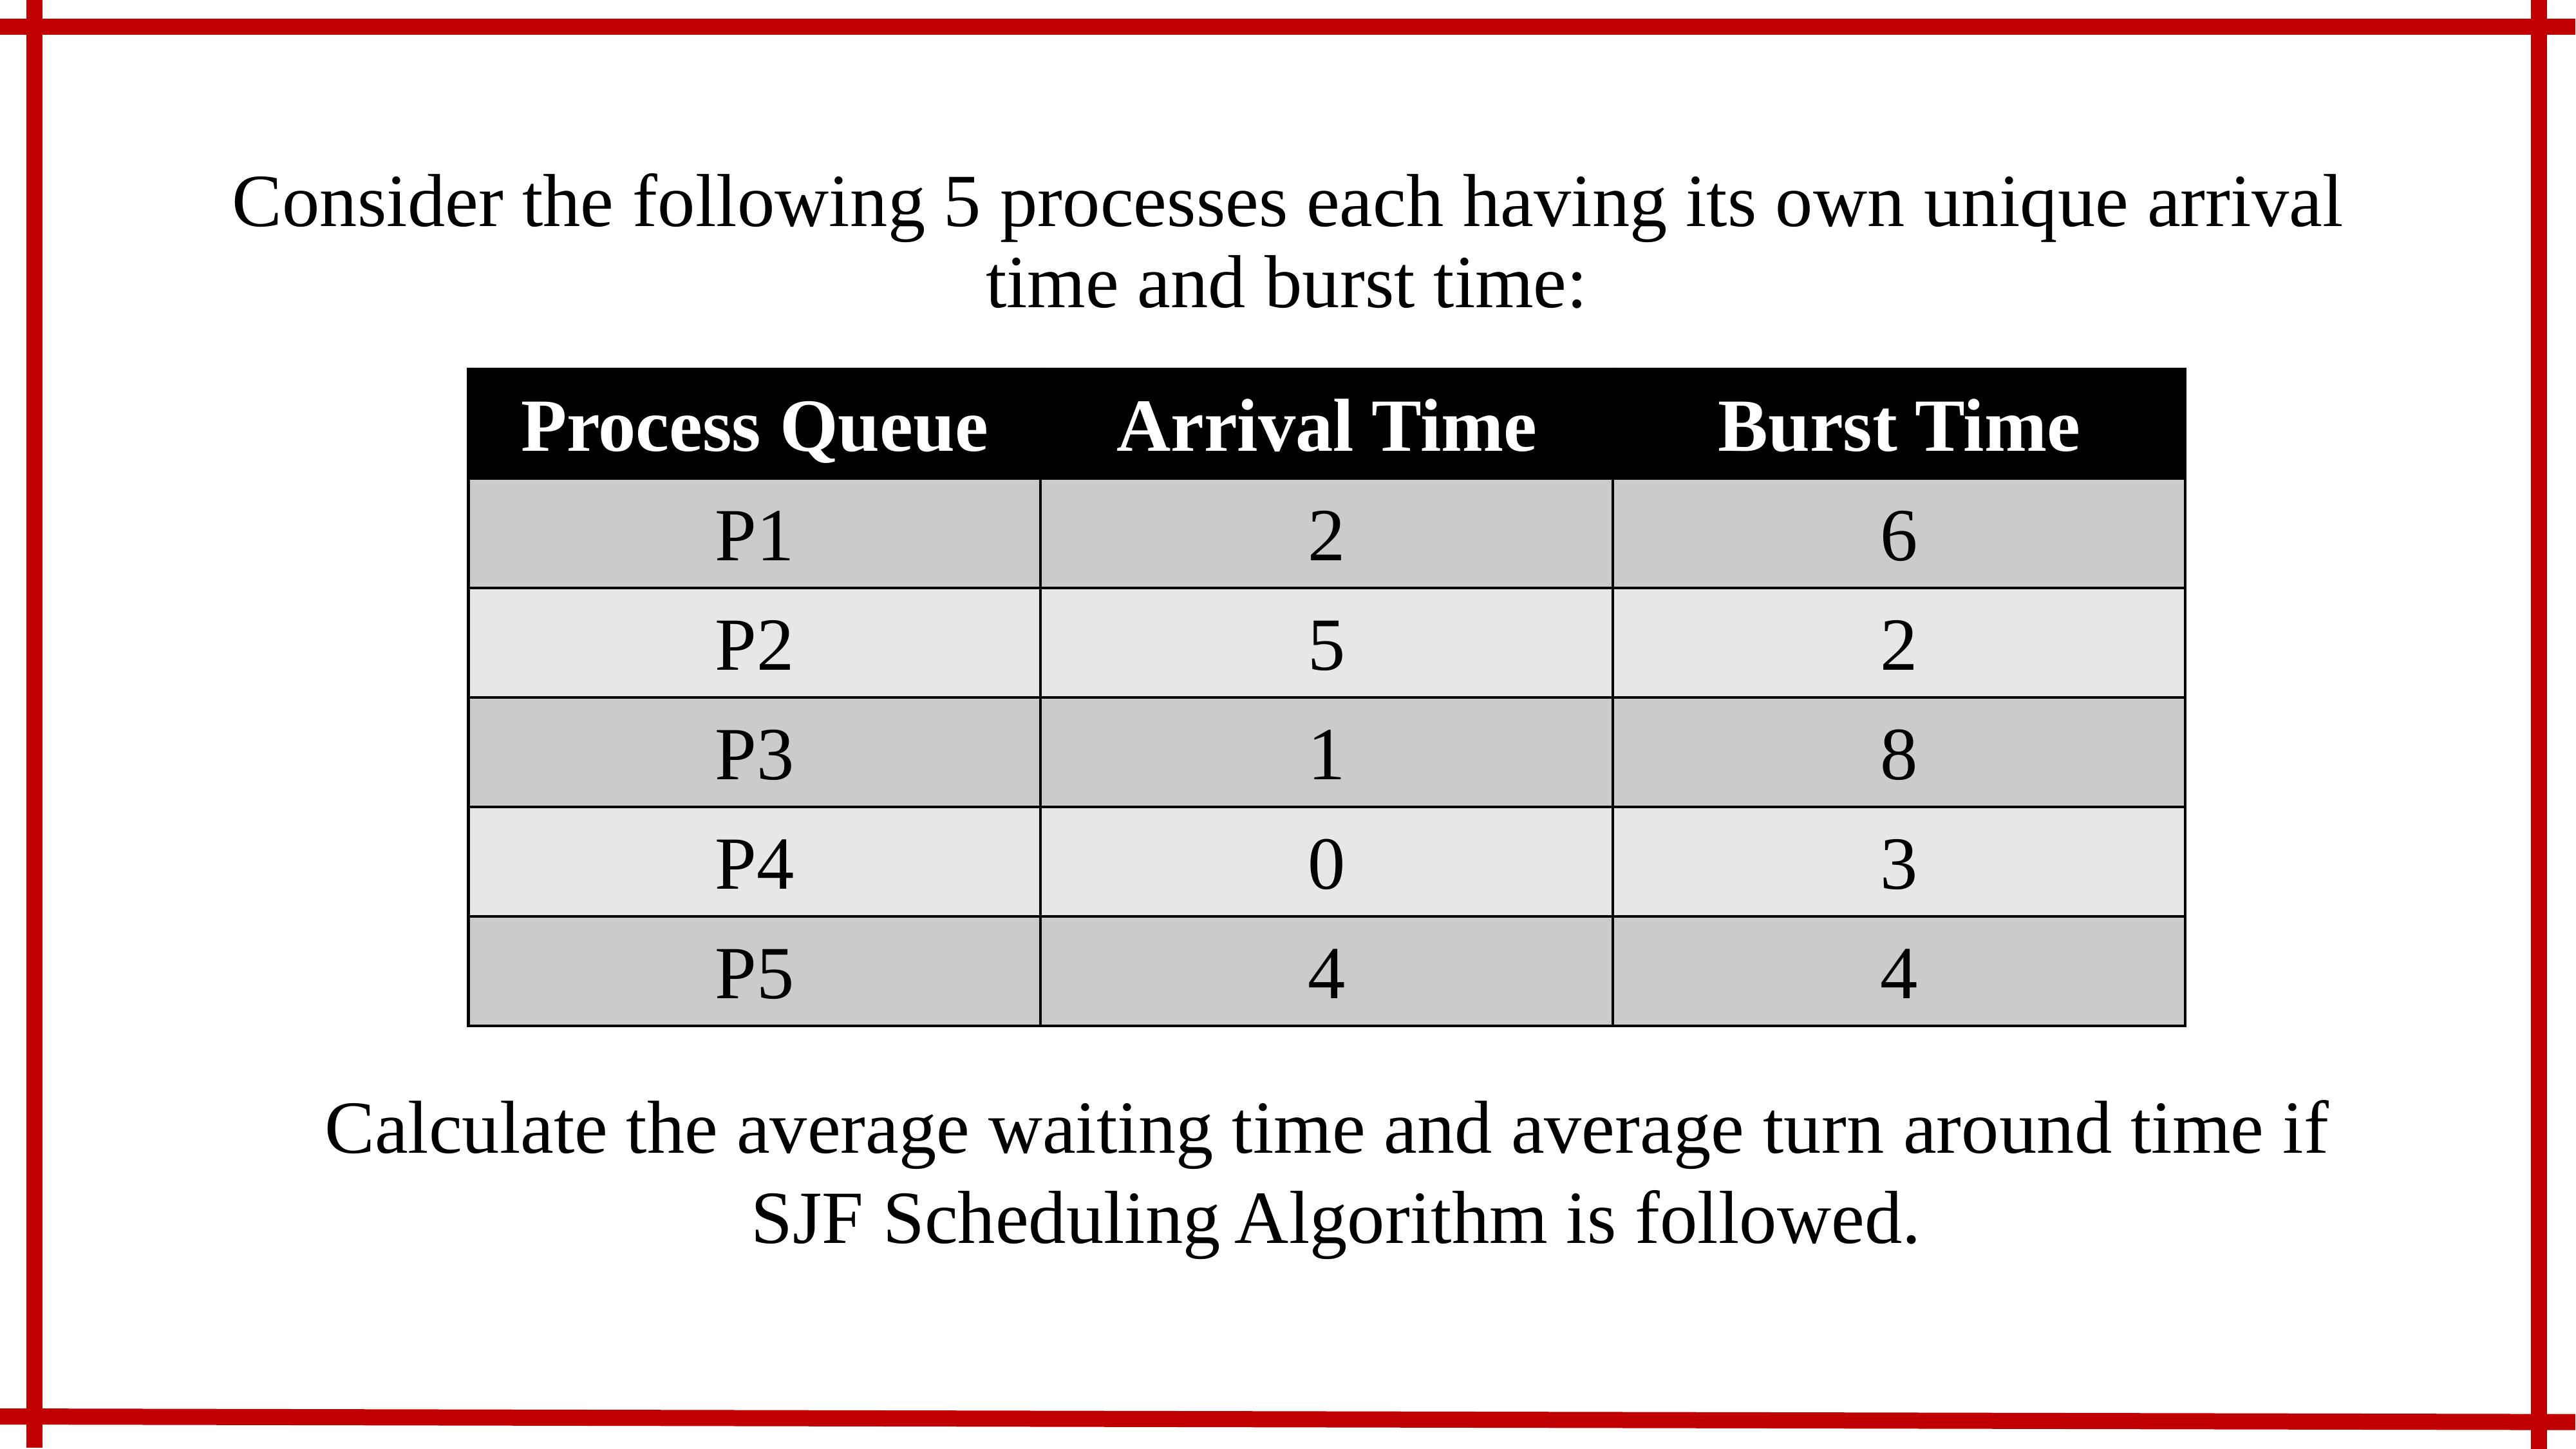 Consider the following 5 processes each having its own unique arrival
time and burst time:
Process Queue Arrival Time Burst Time
P1 2 6
P2 5 2
P3 1 8
P4 0 3
P5 4 4
Calculate the average waiting time and average turn around time if
SJF Scheduling Algorithm is followed.